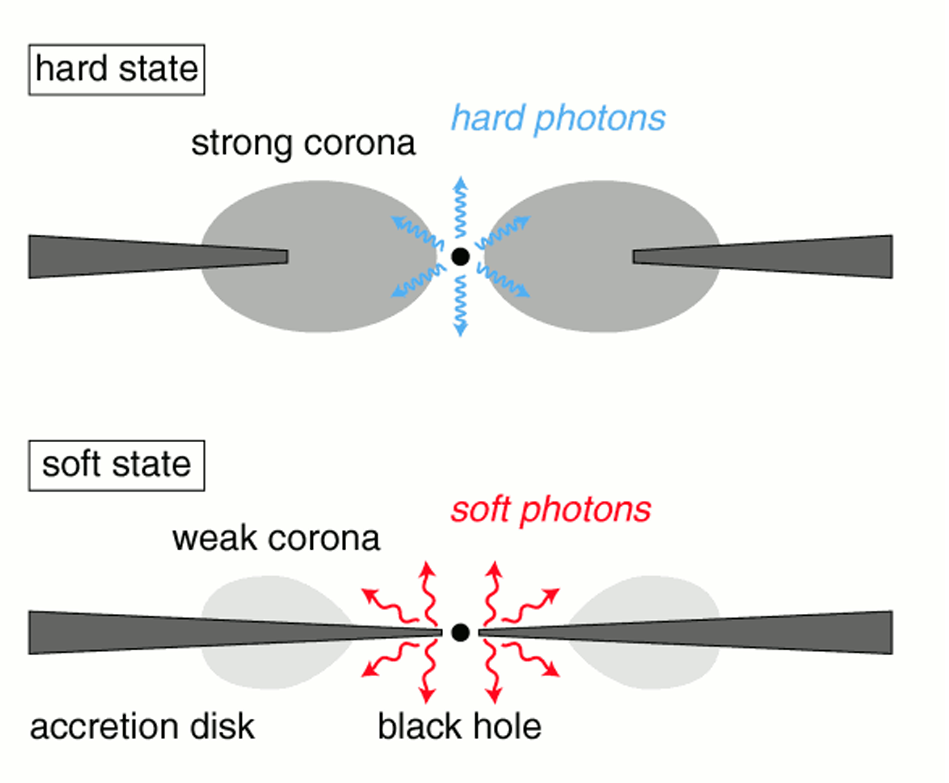 hard state
hard photons
strong corona
soft state
soft photons
weak corona
accretion disk
black hole